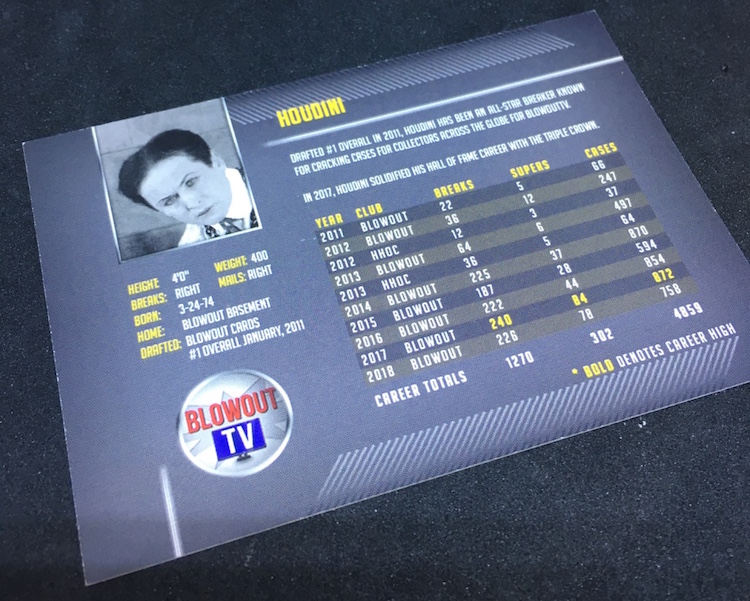 HOUDINI
DRAFTED #1 OVERALL IN 2011, HOUDINI HAS BEEN AN ALL-STAR BREAKER KNOWN
FOR CRACKING CASES FOR COLLECTORS ACROSS THE GLOBE FOR BLOWOUTTV.
IN 2017, HOUDINI SOLIDIFIED HIS HALL OF FAME CAREER WITH THE TRIPLE CROWN.
HEIGHT: 4'0" WEIGHT: 400
BREAKS: RIGHT MAILS: RIGHT
BORN: 3-24-74
HOME: BLOWOUT BASEMENT
DRAFTED: BLOWOUT CARDS
#1 OVERALL JANUARY, 2011
YEAR CLUB BREAKS SUPERS CASES
2011 BLOWOUT 22 5 66
2012 BLOWOUT 36 12 247
2012 HHOC 12 3 37
2013 BLOWOUT 64 6 497
2013 HHOC 36 5 64
2014 BLOWOUT 225 37 870
2015 BLOWOUT 187 28 594
2016 BLOWOUT 222 44 854
2017 BLOWOUT 240 84 872
2018 BLOWOUT 226 78 758
CAREER TOTALS 1270 302 4859
* BOLD DENOTES CAREER HIGH
BLOWOUT
TV